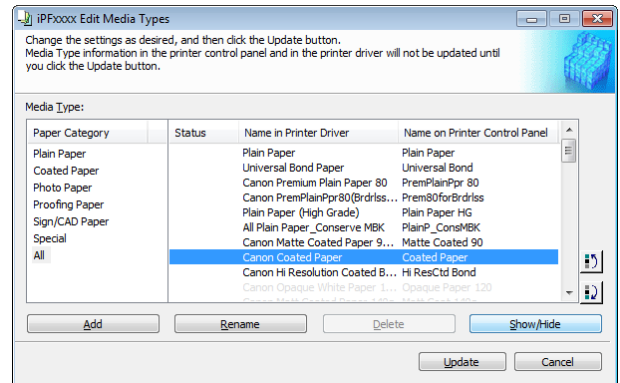 iPFxxxx Edit Media Types
Change the settings as desired, and then click the Update button.
Media Type information in the printer control panel and in the printer driver will not be updated until
you click the Update button.
Media Type:
Paper Category Status Name in Printer Driver Name on Printer Control Panel
Plain Paper
Coated Paper
Photo Paper
Proofing Paper
Sign/CAD Paper
Special
All
Plain Paper Plain Paper
Universal Bond Paper Universal Bond
Canon Premium Plain Paper 80 PremPlainPpr 80
Canon PremPlainPpr80(Brdrlss... Prem80forBrdrlss
Plain Paper (High Grade) Plain Paper HG
All Plain Paper_Conserve MBK PlainP_ConsMBK
Canon Matte Coated Paper 9... Matte Coated 90
Canon Coated Paper Coated Paper
Canon Hi Resolution Coated B... Hi ResCtd Bond
Canon Opaque White Paper 1... Opaque Paper 120
Add Rename Delete Show/Hide
Update Cancel